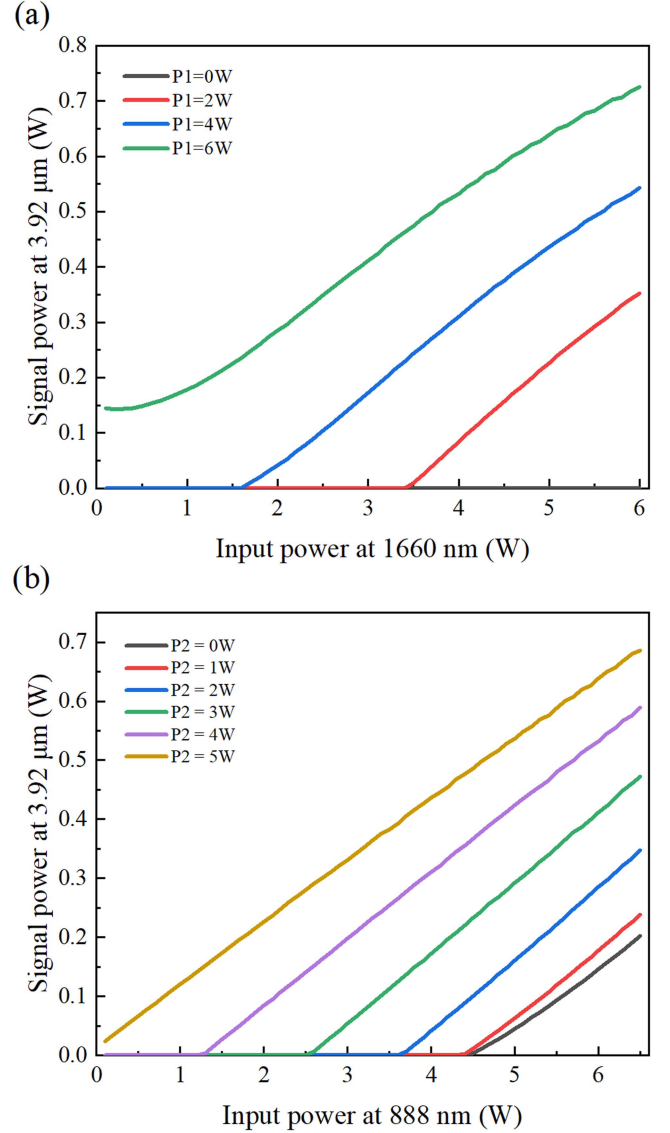 (a)
0.8
0.7
0.6
0.5
0.4
0.3
0.2
0.1
0.0
Signal power at 3.92 μm (W)
P1=0W
P1=2W
P1=4W
P1=6W
0 1 2 3 4 5 6
Input power at 1660 nm (W)
(b)
0.7
0.6
0.5
0.4
0.3
0.2
0.1
0.0
Signal power at 3.92 μm (W)
P2 = 0W
P2 = 1W
P2 = 2W
P2 = 3W
P2 = 4W
P2 = 5W
0 1 2 3 4 5 6
Input power at 888 nm (W)